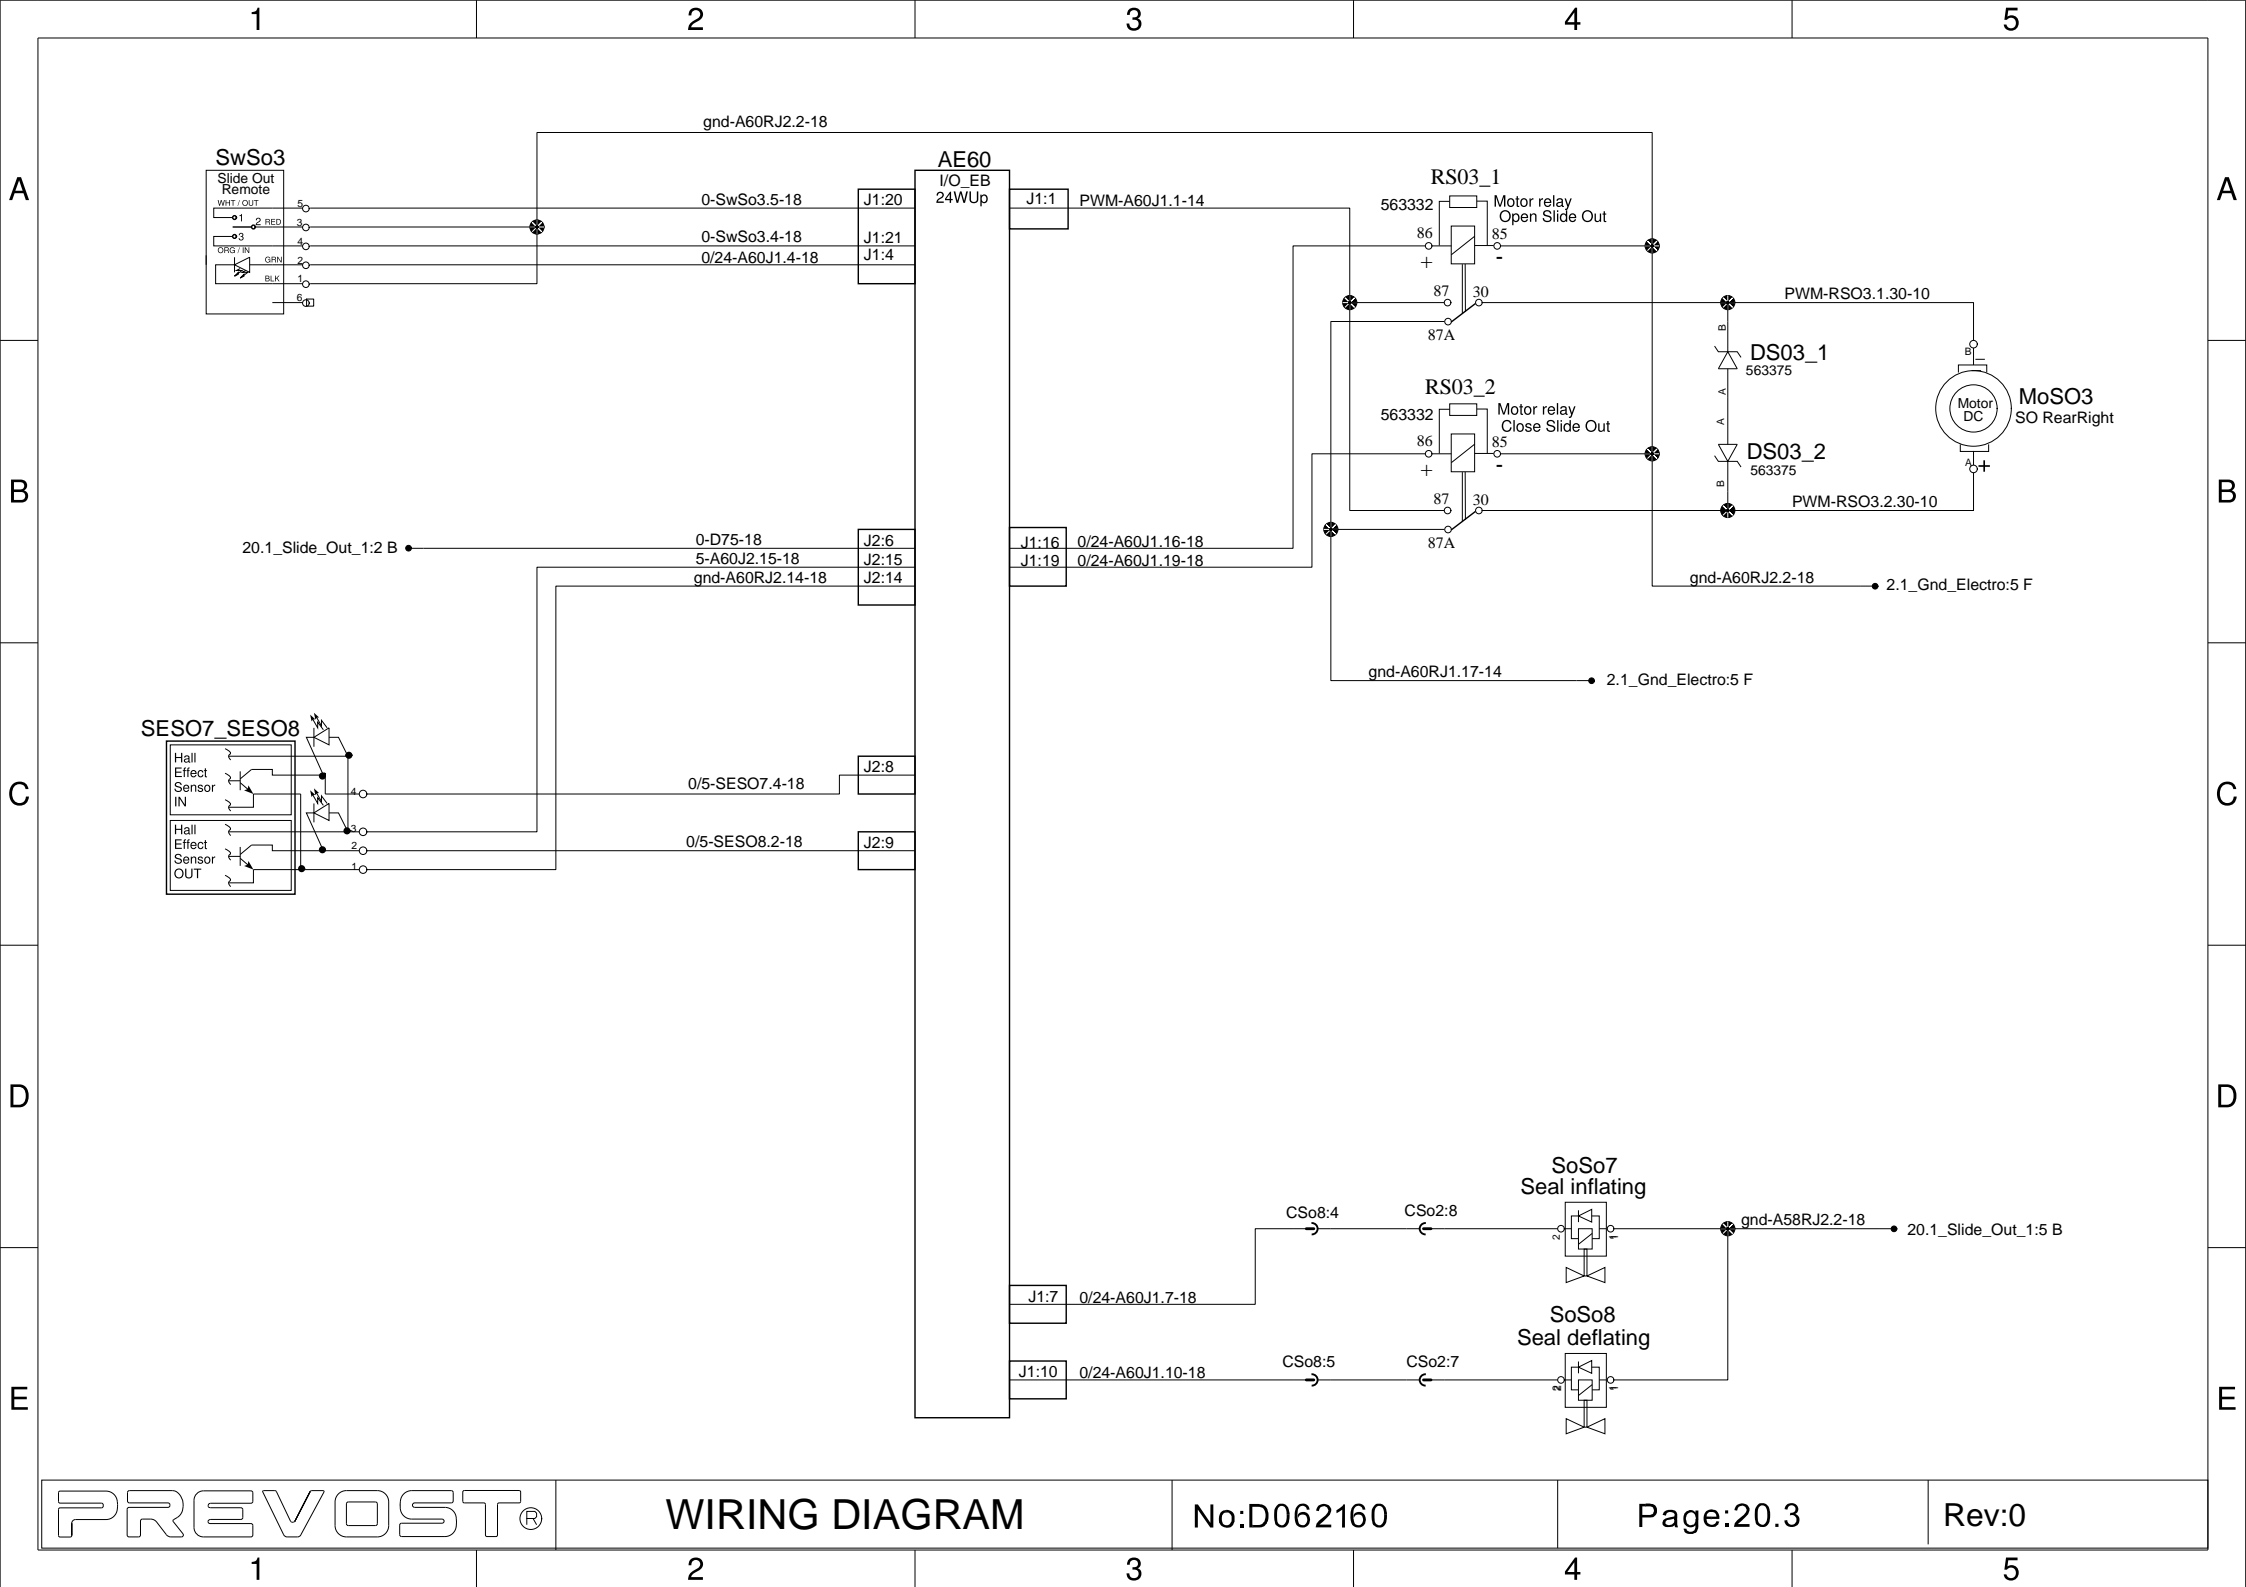 1 2 3 4 5
A
B
C
D
E
A
B
C
D
E
gnd-A60RJ2.2-18
SwSo3
Slide Out
Remote
WHT / OUT
1
2 RED
3
ORG / IN
GRN
BLK
5
3
4
2
1
6
0-SwSo3.5-18
0-SwSo3.4-18
0/24-A60J1.4-18
J1:20
J1:21
J1:4
AE60
I/O_EB
24WUp
J1:1
PWM-A60J1.1-14
RS03_1
563332
Motor relay
Open Slide Out
86
85
+
-
87
30
87A
RS03_2
563332
Motor relay
Close Slide Out
86
85
+
-
87
30
87A
PWM-RSO3.1.30-10
B
DS03_1
563375
A
A
DS03_2
563375
B
PWM-RSO3.2.30-10
B
−
Motor
DC
MoSO3
SO RearRight
A
+
20.1_Slide_Out_1:2 B
0-D75-18
5-A60J2.15-18
gnd-A60RJ2.14-18
J2:6
J2:15
J2:14
J1:16
J1:19
0/24-A60J1.16-18
0/24-A60J1.19-18
gnd-A60RJ2.2-18
2.1_Gnd_Electro:5 F
gnd-A60RJ1.17-14
2.1_Gnd_Electro:5 F
SESO7_SESO8
Hall
Effect
Sensor
IN
Hall
Effect
Sensor
OUT
4
3
2
1
0/5-SESO7.4-18
J2:8
0/5-SESO8.2-18
J2:9
SoSo7
Seal inflating
CSo8:4
CSo2:8
2
1
gnd-A58RJ2.2-18
20.1_Slide_Out_1:5 B
J1:7
0/24-A60J1.7-18
SoSo8
Seal deflating
J1:10
0/24-A60J1.10-18
CSo8:5
CSo2:7
2
1
PREVOST®
WIRING DIAGRAM
No:D062160
Page:20.3
Rev:0
1 2 3 4 5